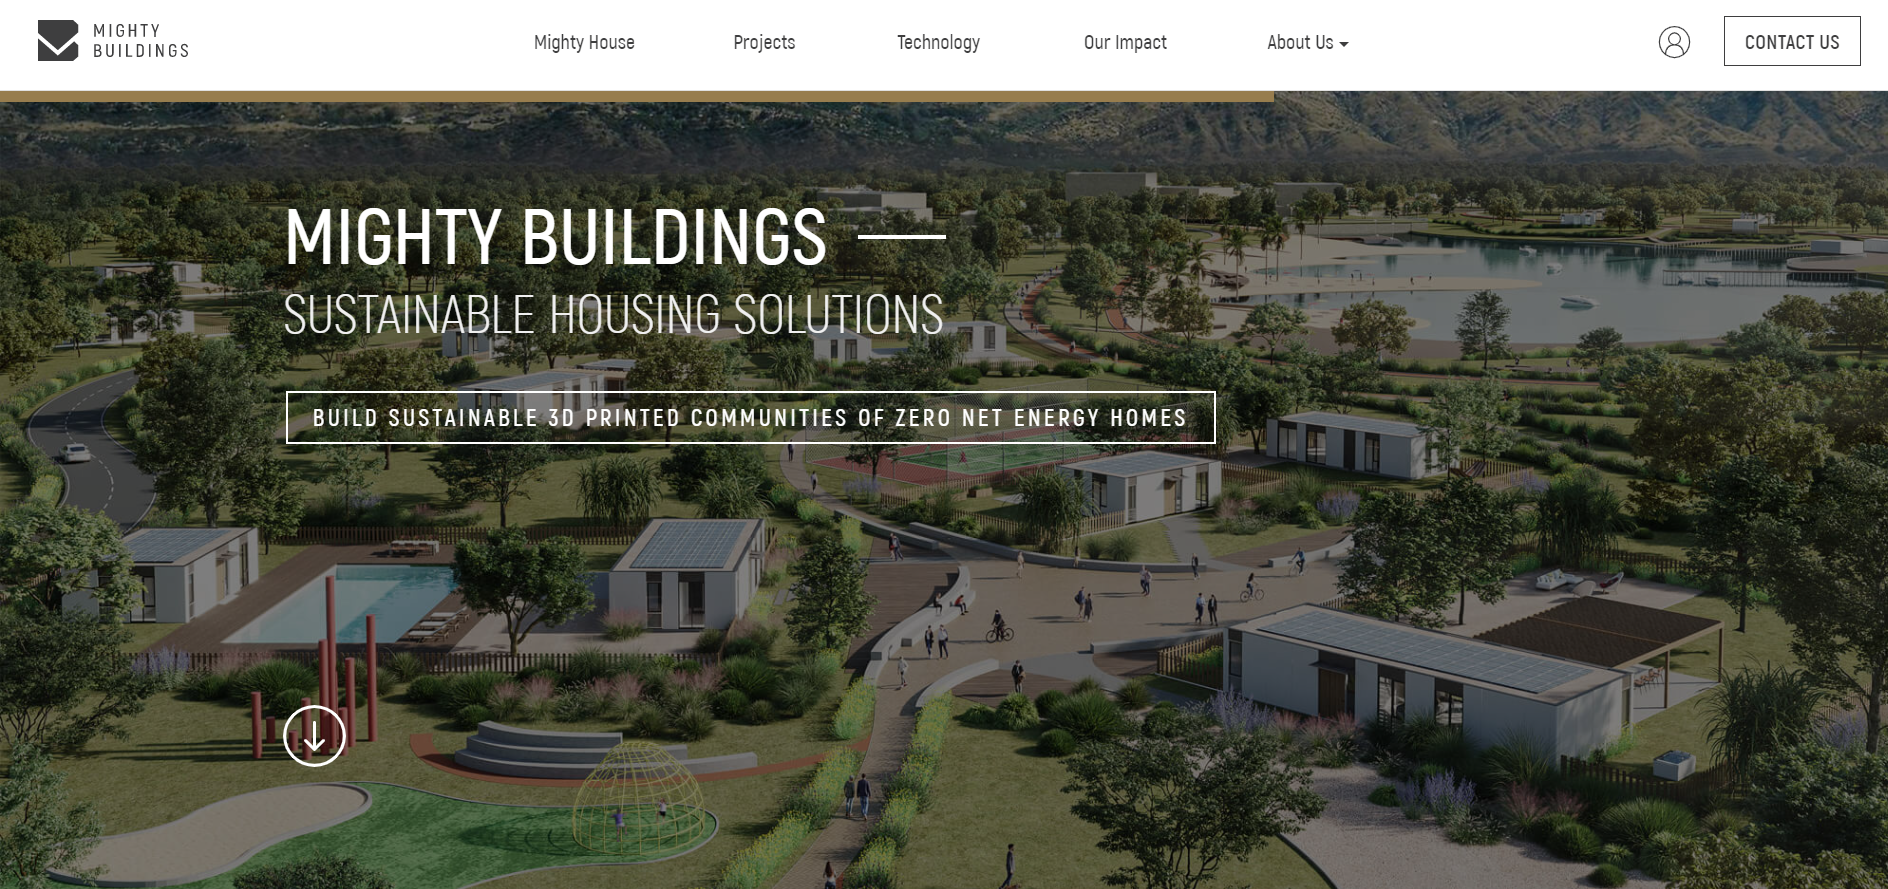 MIGHTY
BUILDINGS
Mighty House
Projects
Technology
Our Impact
About Us
CONTACT US
MIGHTY BUILDINGS
SUSTAINABLE HOUSING SOLUTIONS
BUILD SUSTAINABLE 3D PRINTED COMMUNITIES OF ZERO NET ENERGY HOMES